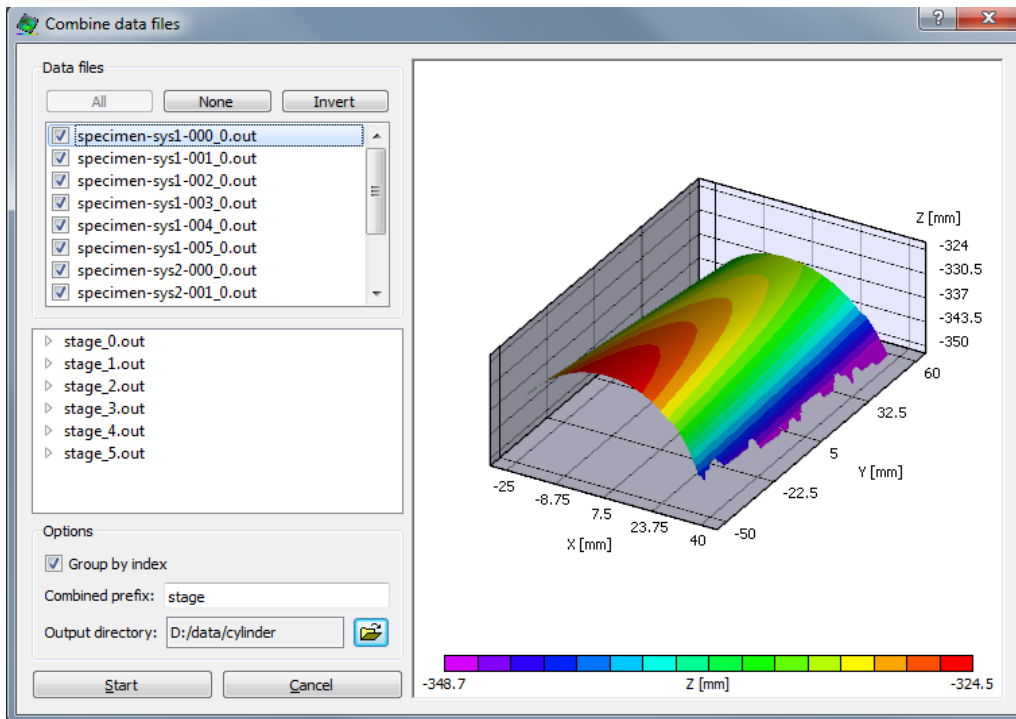 Combine data files
?
Data files
All None Invert
specimen-sys1-000_0.out
specimen-sys1-001_0.out
specimen-sys1-002_0.out
specimen-sys1-003_0.out
specimen-sys1-004_0.out
specimen-sys1-005_0.out
specimen-sys2-000_0.out
specimen-sys2-001_0.out
stage_0.out
stage_1.out
stage_2.out
stage_3.out
stage_4.out
stage_5.out
Options
Group by index
Combined prefix: stage
Output directory: D:/data/cylinder
Start Cancel
Z [mm]
-324
-330.5
-337
-343.5
-350
60
32.5
5
Y [mm]
-22.5
-50
-25
-8.75
7.5
23.75
40
X [mm]
-348.7 Z [mm] -324.5